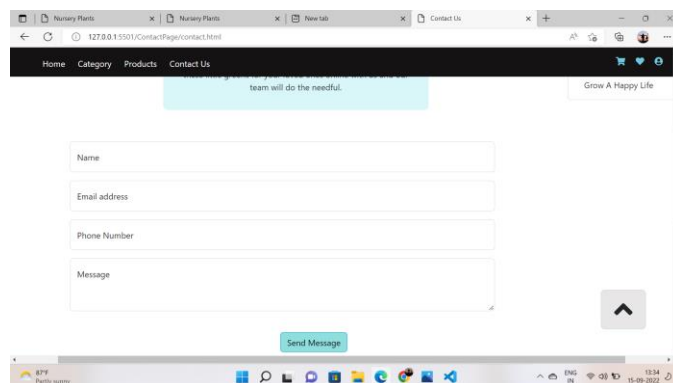 Nursery Plants
Nursery Plants
New tab
Contact Us
127.0.0.1:5501/ContactPage/contact.html
Home Category Products Contact Us
team will do the needful.
Grow A Happy Life
Name
Email address
Phone Number
Message
Send Message
87°F
Partly sunny
ENG
IN
13:34
15-09-2022